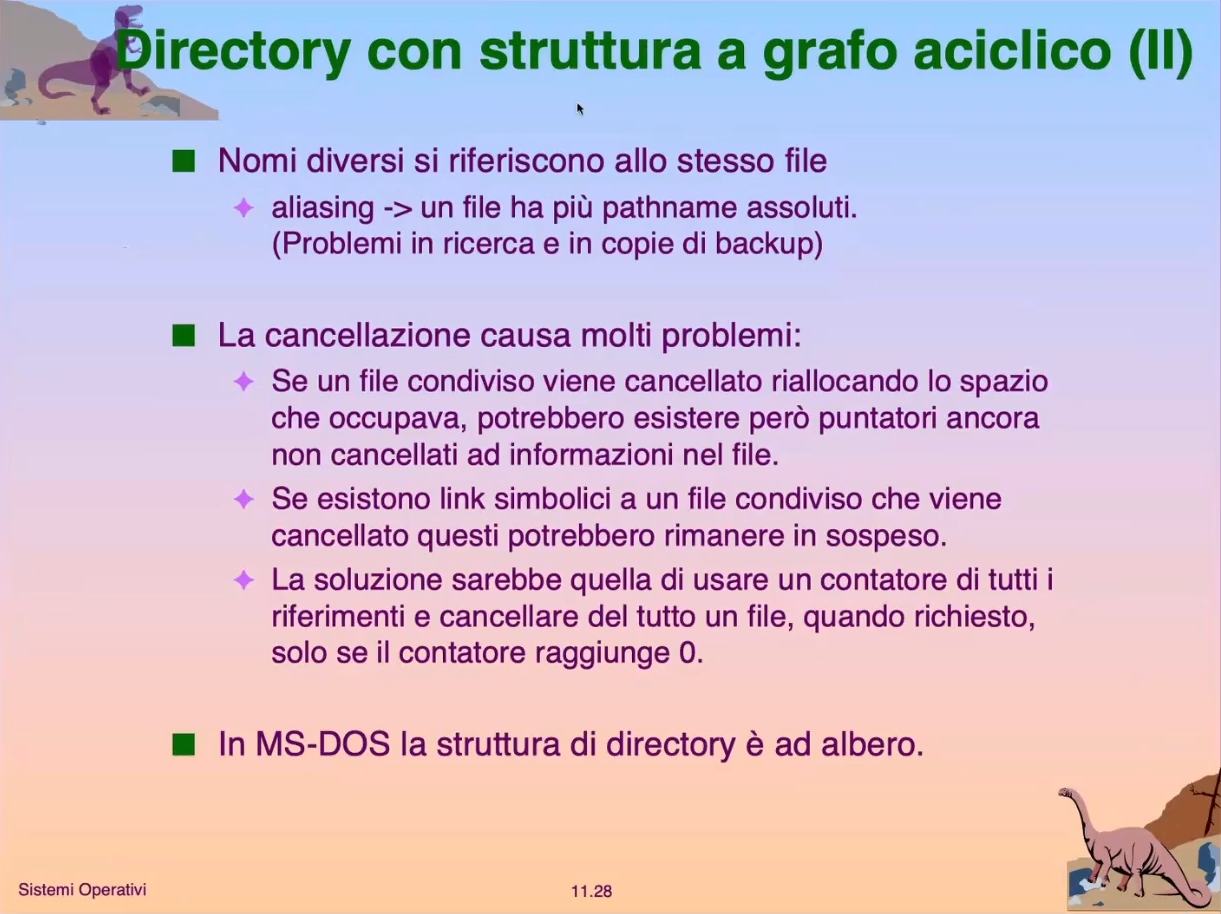 Directory con struttura a grafo aciclico (II)
Nomi diversi si riferiscono allo stesso file
aliasing -> un file ha più pathname assoluti.
(Problemi in ricerca e in copie di backup)
La cancellazione causa molti problemi:
Se un file condiviso viene cancellato riallocando lo spazio
che occupava, potrebbero esistere però puntatori ancora
non cancellati ad informazioni nel file.
Se esistono link simbolici a un file condiviso che viene
cancellato questi potrebbero rimanere in sospeso.
La soluzione sarebbe quella di usare un contatore di tutti i
riferimenti e cancellare del tutto un file, quando richiesto,
solo se il contatore raggiunge 0.
In MS-DOS la struttura di directory è ad albero.
Sistemi Operativi
11.28